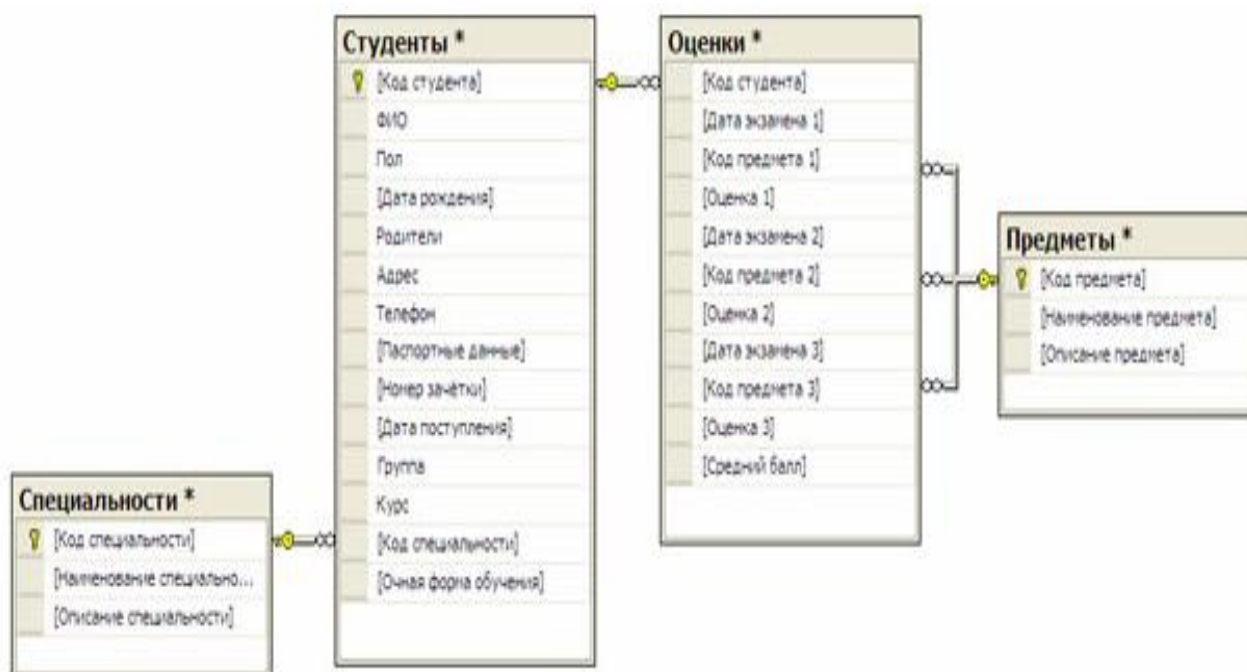 Студенты *
[Код студента]
ФИО
Пол
[Дата рождения]
Родители
Адрес
Телефон
[Паспортные данные]
[Номер зачётки]
[Дата поступления]
Группа
Курс
[Код специальности]
[Очная форма обучения]
Оценки *
[Код студента]
[Дата экзамена 1]
[Код предмета 1]
[Оценка 1]
[Дата экзамена 2]
[Код предмета 2]
[Оценка 2]
[Дата экзамена 3]
[Код предмета 3]
[Оценка 3]
[Средний балл]
Предметы *
[Код предмета]
[Наименование предмета]
[Описание предмета]
Специальности *
[Код специальности]
[Наименование специально...
[Описание специальности]